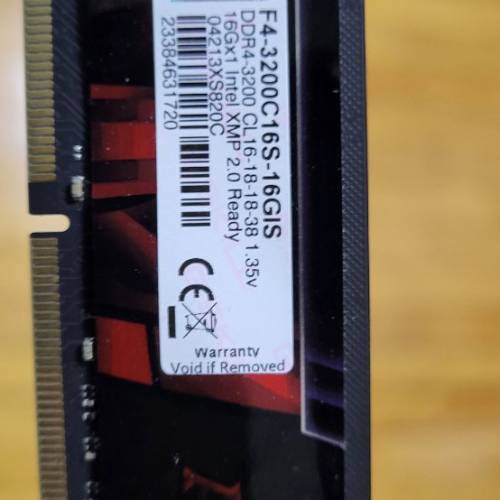 F4-3200C16S-16GIS
DDR4-3200 CL16-18-18-38 1.35v
16Gx1 Intel XMP 2.0 Ready
04213XS820C
23384631720
CE
Warranty
Void if Removed